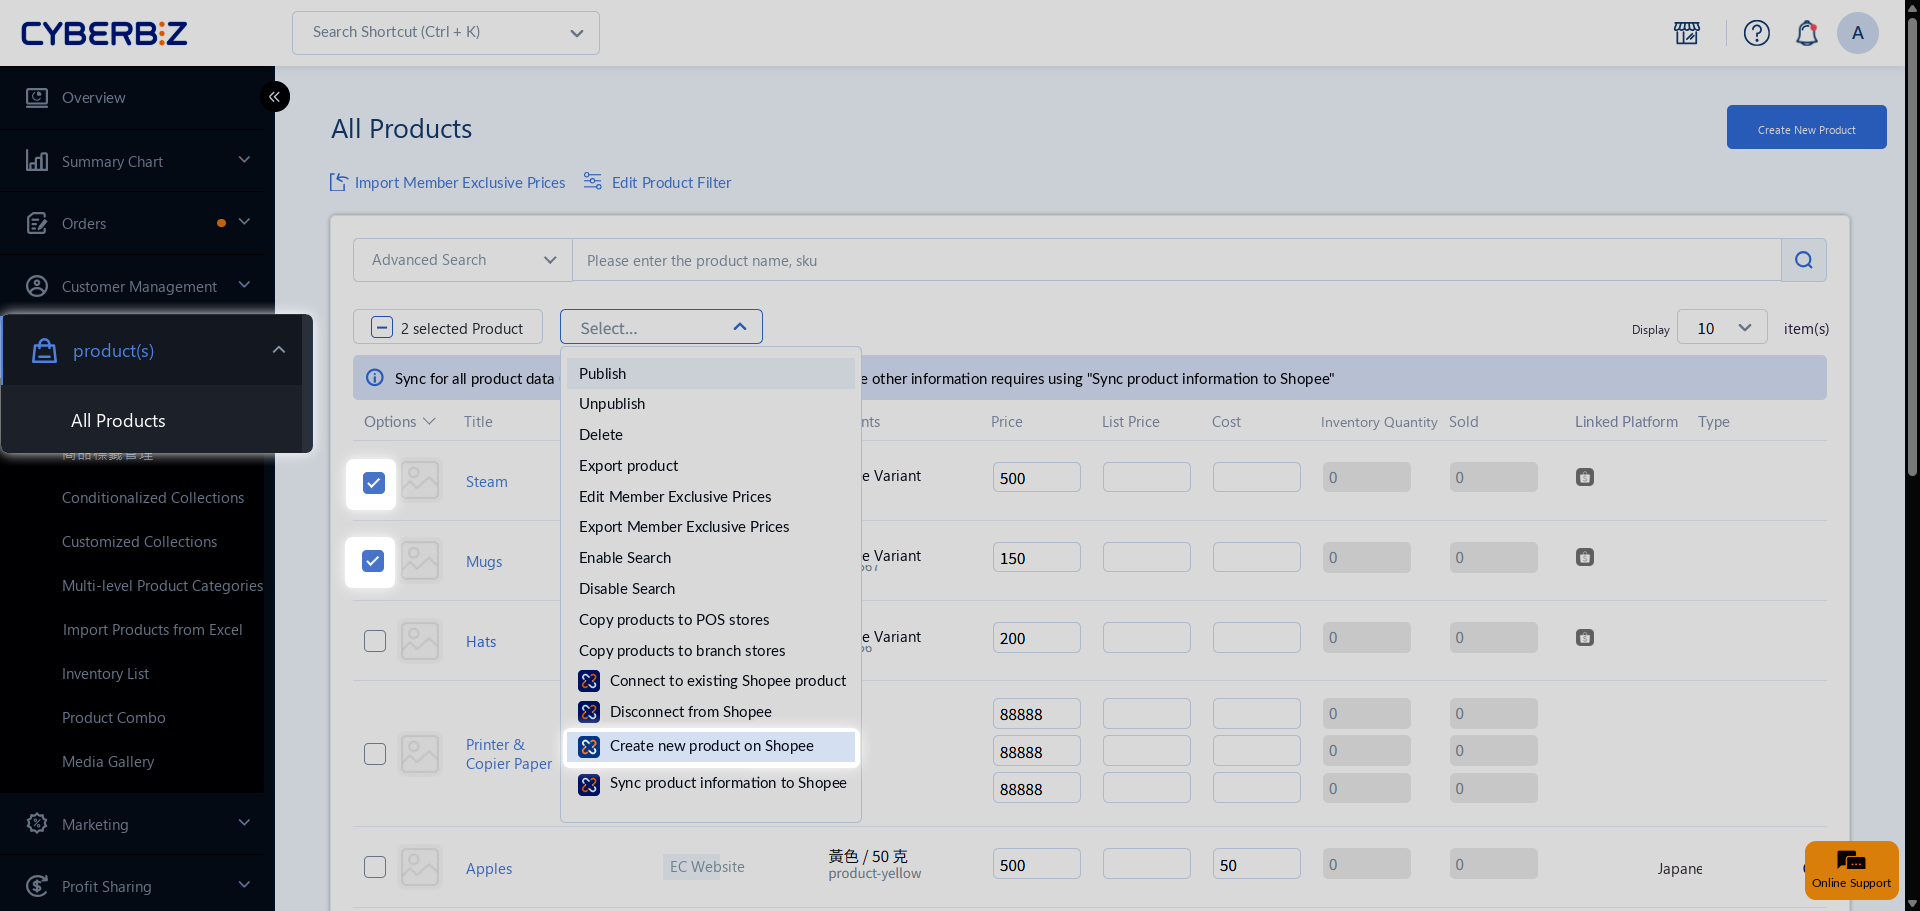 CYBERBIZ
Search Shortcut (Ctrl + K)
A
Overview
Summary Chart
Orders
Customer Management
product(s)
All Products
商品標籤管理
Conditionalized Collections
Customized Collections
Multi-level Product Categories
Import Products from Excel
Inventory List
Product Combo
Media Gallery
Marketing
Profit Sharing
All Products
Create New Product
Import Member Exclusive Prices
Edit Product Filter
Advanced Search
Please enter the product name, sku
2 selected Product
Select...
Display
10
item(s)
Sync for all product data
e other information requires using "Sync product information to Shopee"
Publish
Unpublish
Delete
Export product
Edit Member Exclusive Prices
Export Member Exclusive Prices
Enable Search
Disable Search
Copy products to POS stores
Copy products to branch stores
Connect to existing Shopee product
Disconnect from Shopee
Create new product on Shopee
Sync product information to Shopee
Options
Title
nts
Price
List Price
Cost
Inventory Quantity
Sold
Linked Platform
Type
Steam
e Variant
500
0
0
Mugs
e Variant
150
0
0
Hats
e Variant
200
0
0
Printer &
Copier Paper
88888
0
0
88888
0
0
88888
0
0
Apples
EC Website
黃色 / 50 克
product-yellow
500
50
0
0
Japane
Online Support